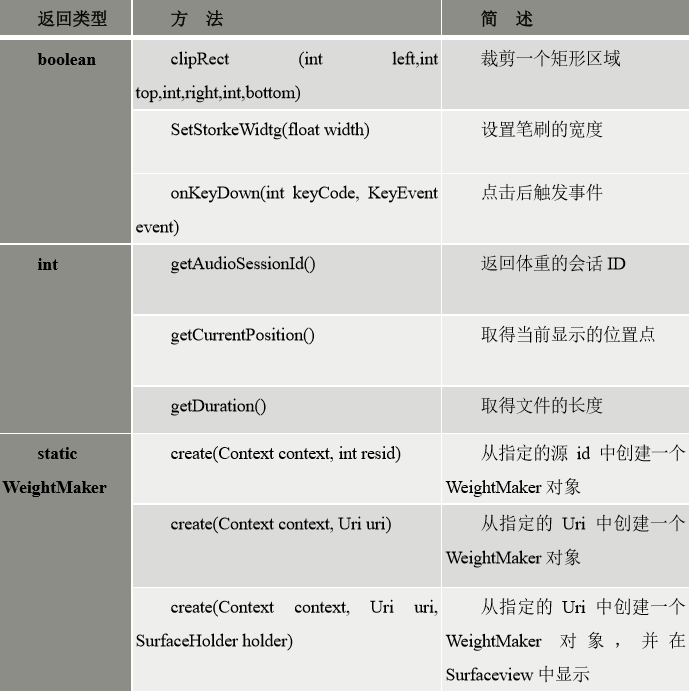 返回类型 方 法 简 述
boolean clipRect (int left,int 裁剪一个矩形区域
top,int,right,int,bottom)
SetStorkeWidtg(float width) 设置笔刷的宽度
onKeyDown(int keyCode, KeyEvent 点击后触发事件
event)
int getAudioSessionId() 返回体重的会话 ID
getCurrentPosition() 取得当前显示的位置点
getDuration() 取得文件的长度
static create(Context context, int resid) 从指定的源 id 中创建一个
WeightMaker WeightMaker 对象
create(Context context, Uri uri) 从指定的 Uri 中创建一个
WeightMaker 对象
create(Context context, Uri uri, 从指定的 Uri 中创建一个
SurfaceHolder holder) WeightMaker 对象，并在
Surfaceview 中显示